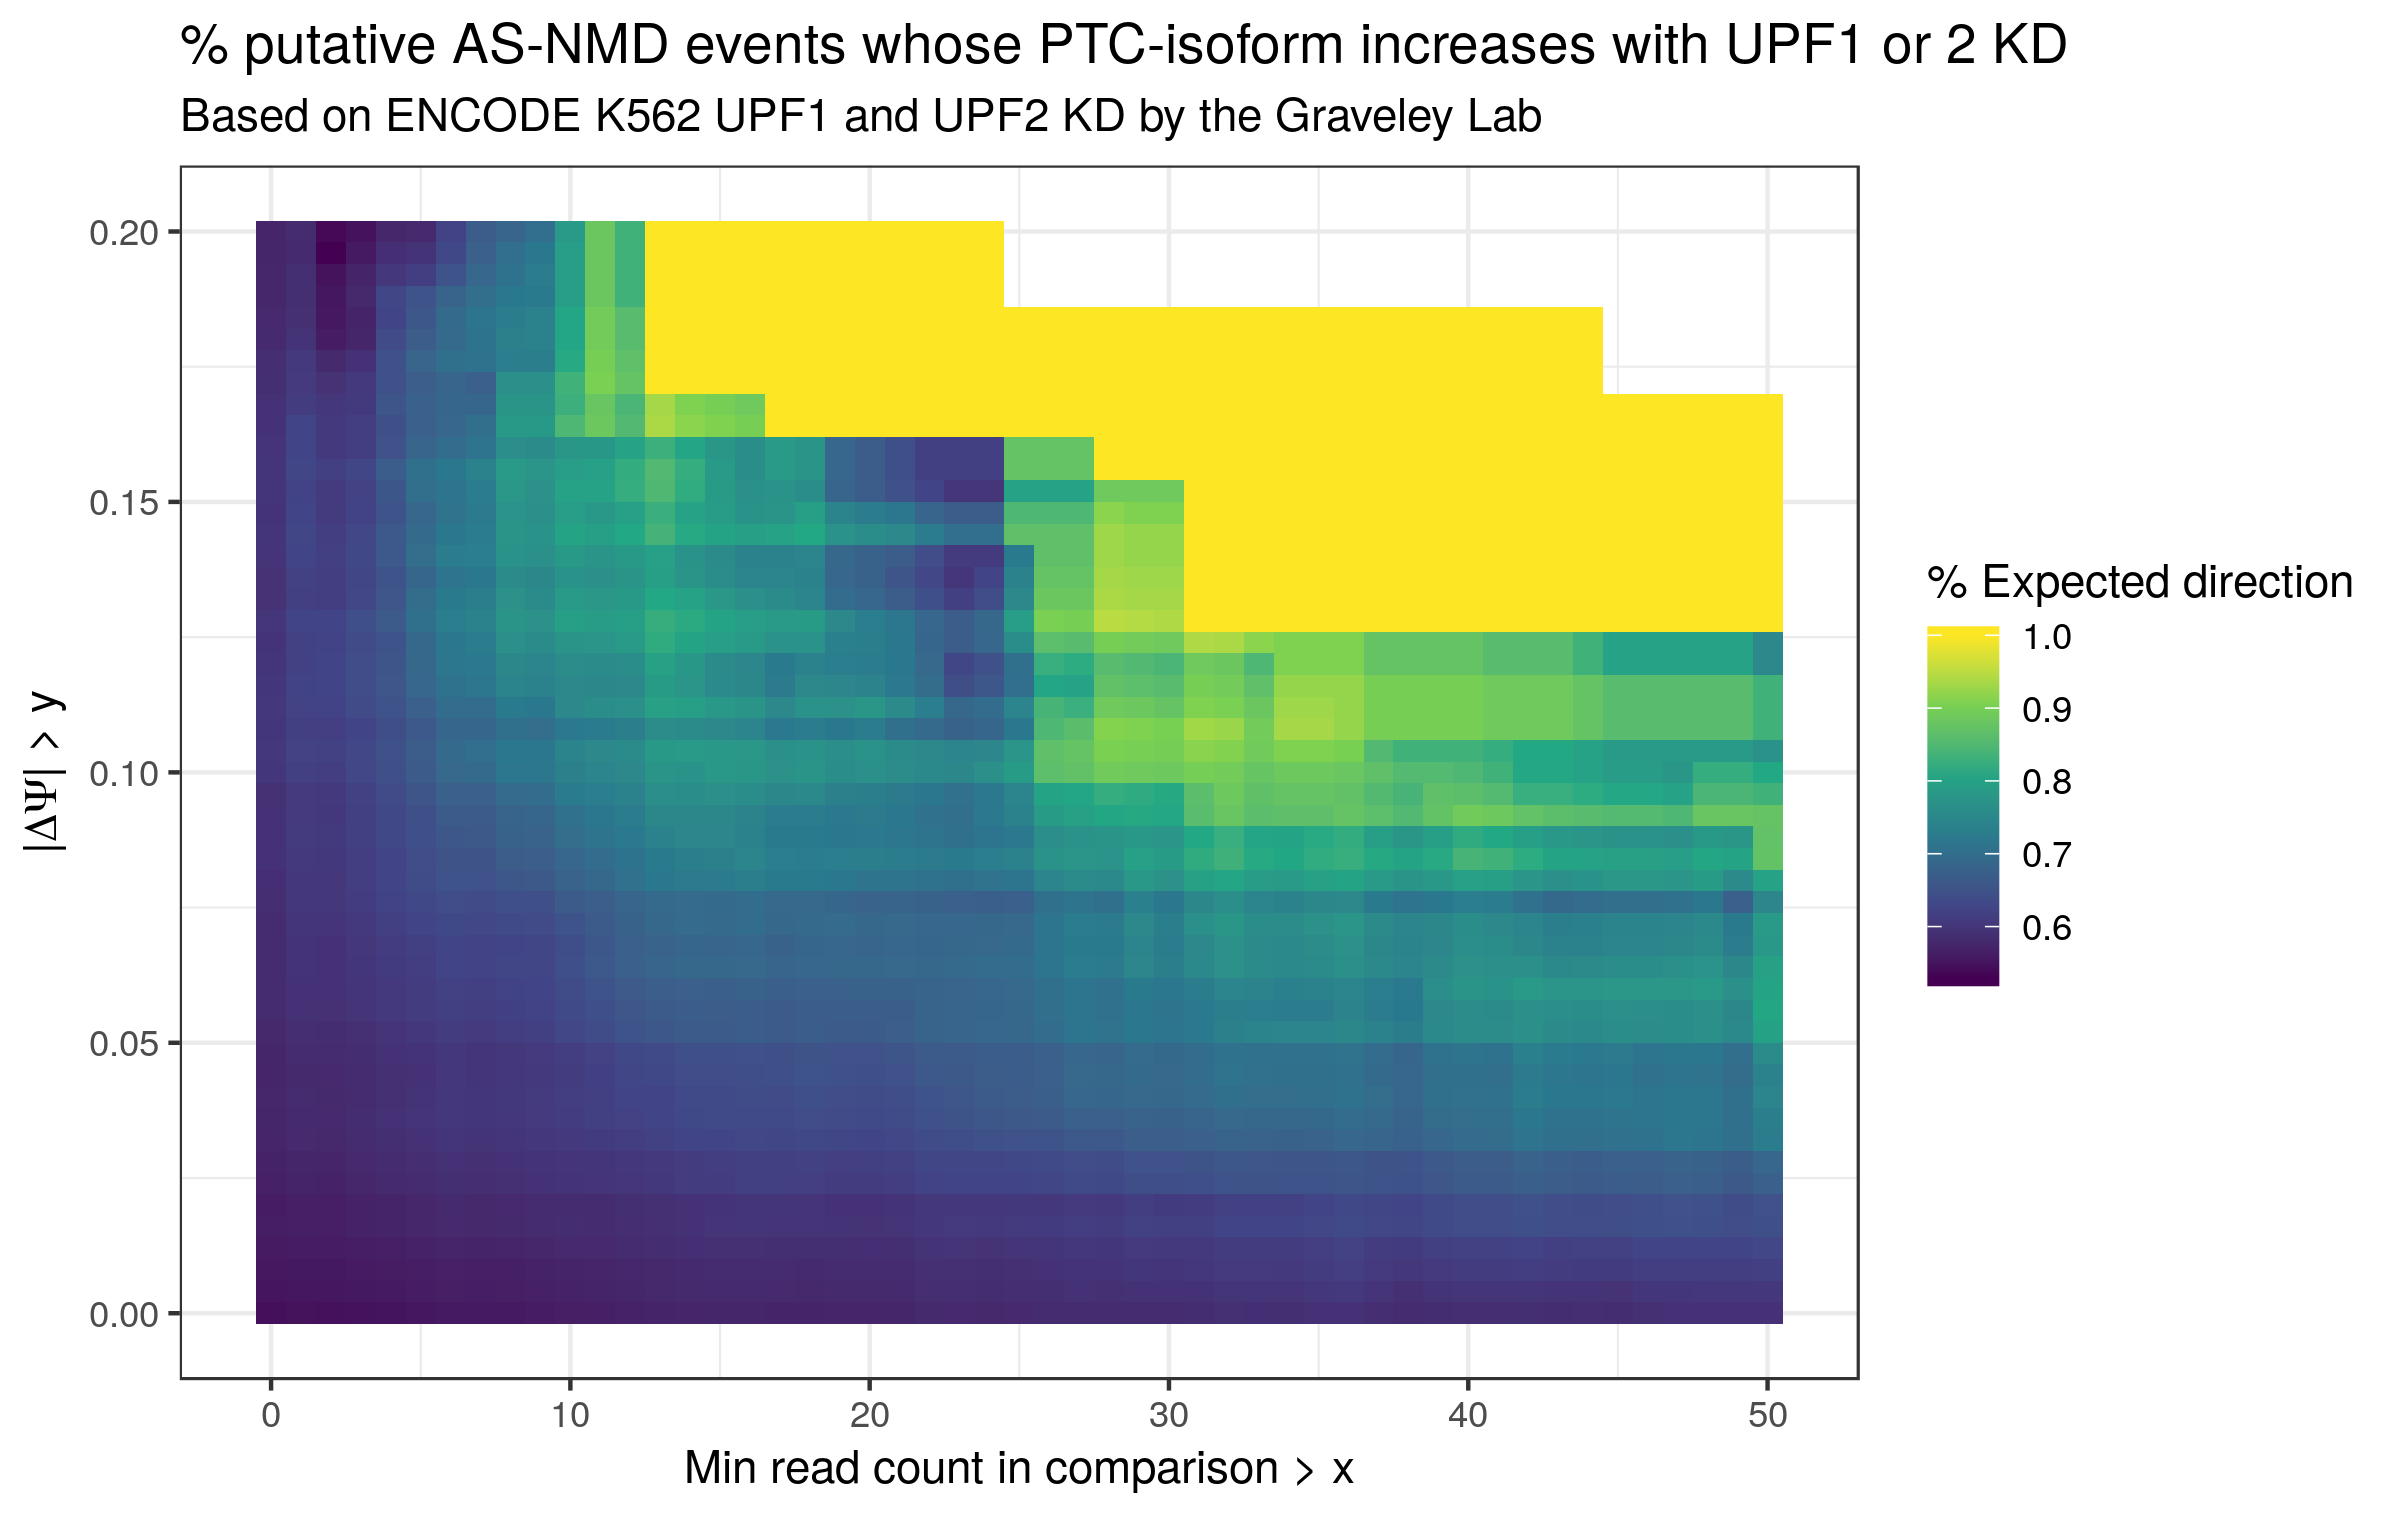 % putative AS-NMD events whose PTC-isoform increases with UPF1 or 2 KD
Based on ENCODE K562 UPF1 and UPF2 KD by the Graveley Lab
0.20
0.15
0.10
0.05
0.00
|ΔΨ| > y
0 10 20 30 40 50
Min read count in comparison > x
% Expected direction
1.0
0.9
0.8
0.7
0.6